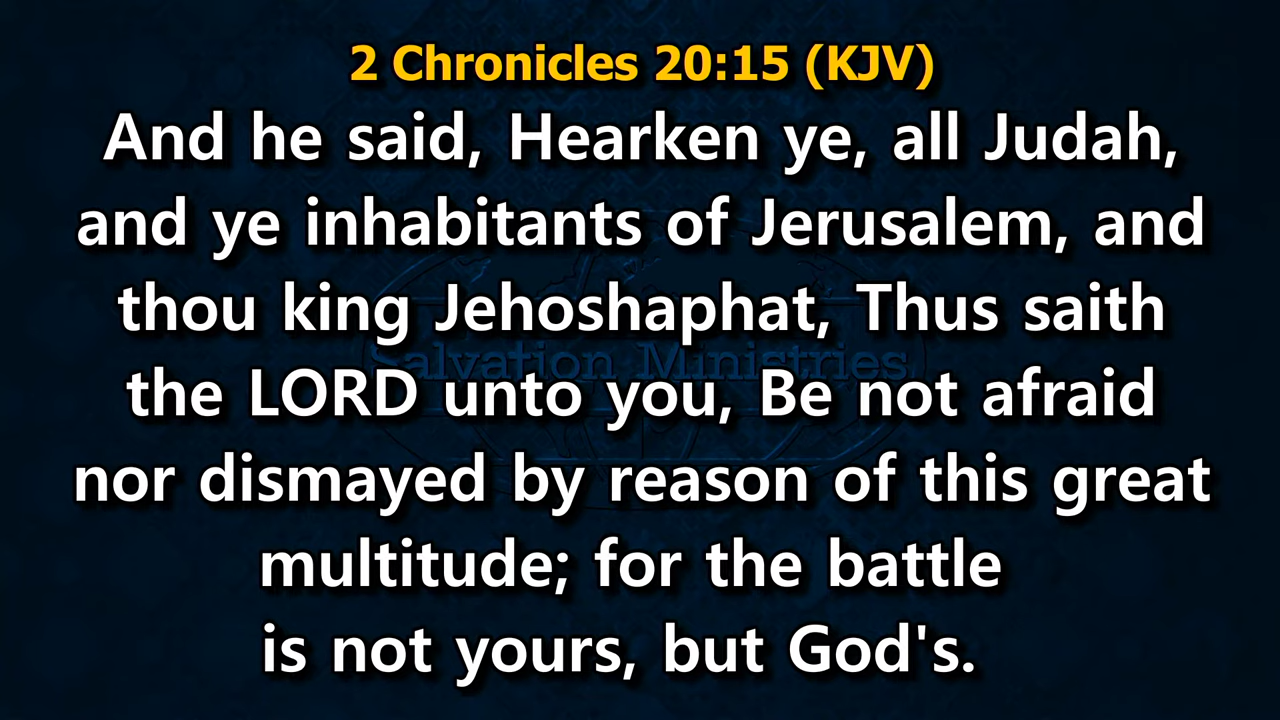 2 Chronicles 20:15 (KJV)
And he said, Hearken ye, all Judah,
and ye inhabitants of Jerusalem, and
thou king Jehoshaphat, Thus saith
Salvation Ministries
the LORD unto you, Be not afraid
nor dismayed by reason of this great
multitude; for the battle
is not yours, but God's.